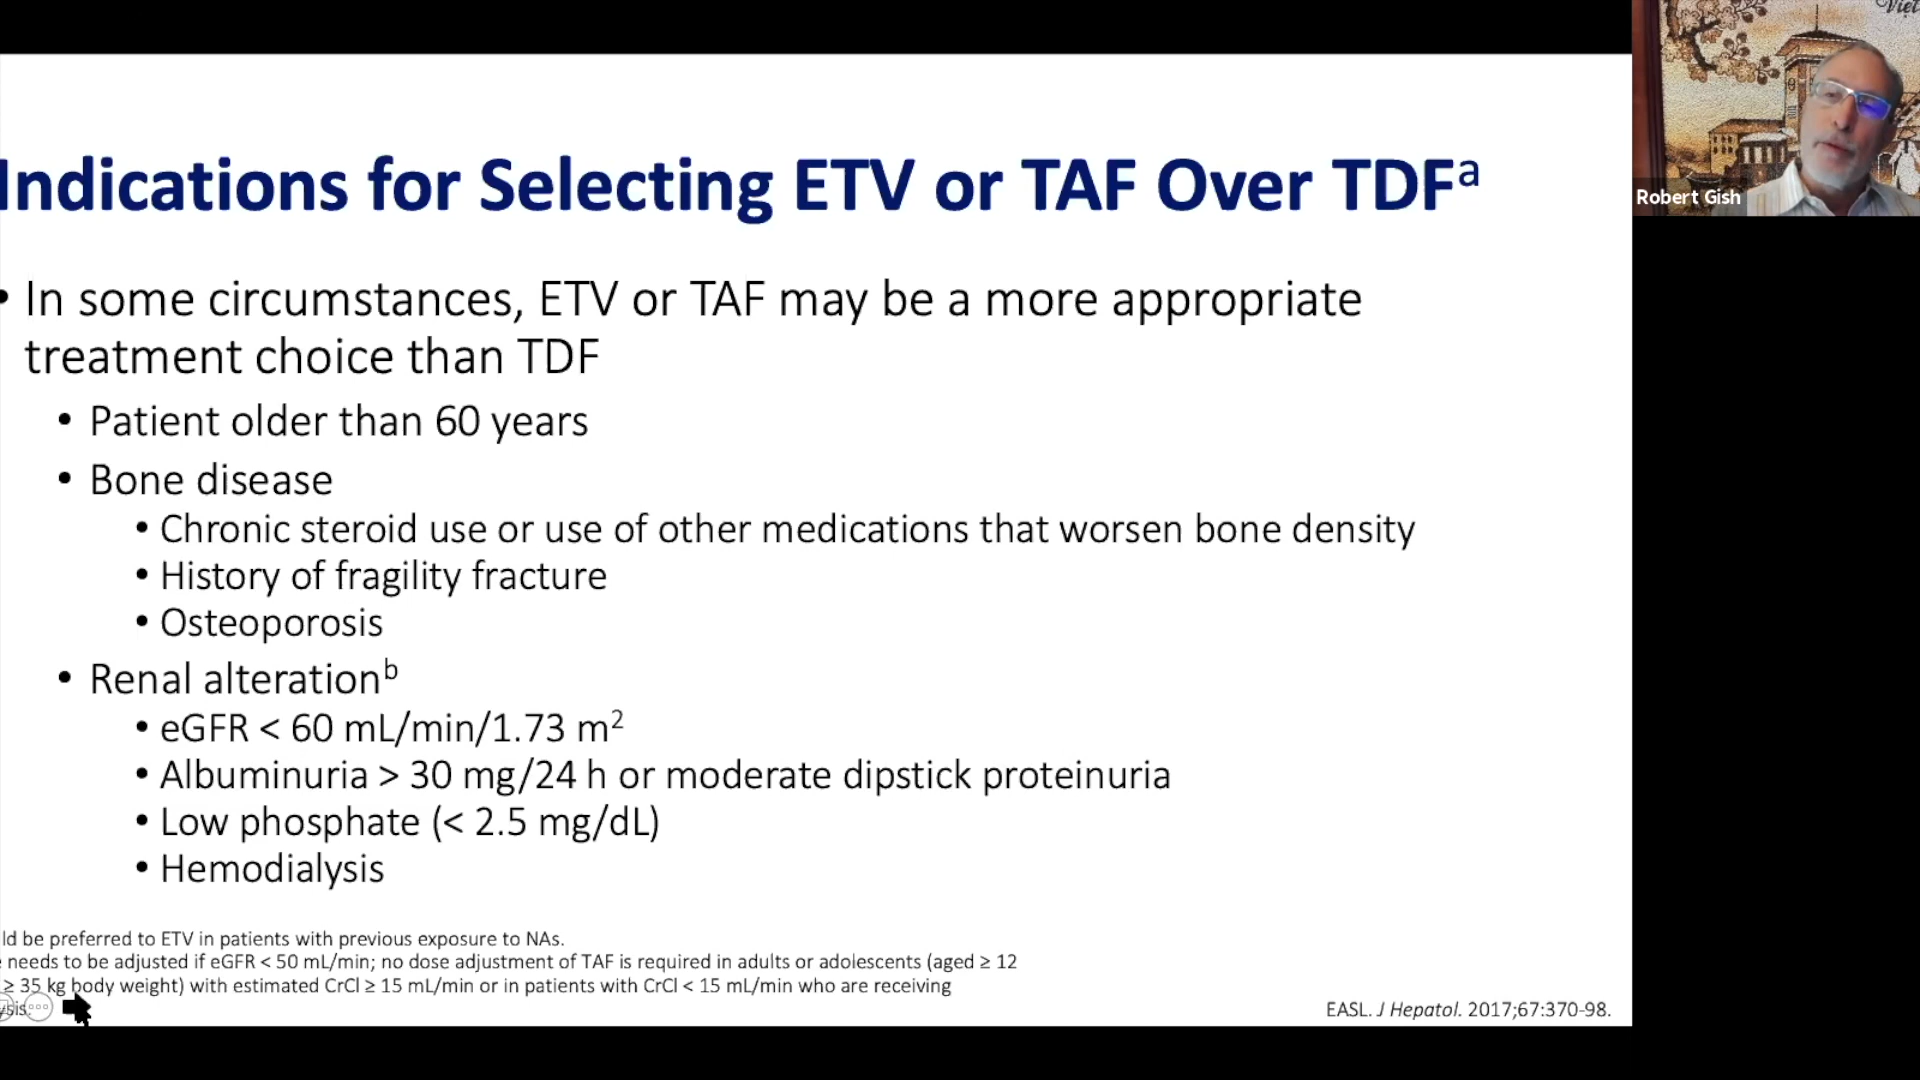 Indications for Selecting ETV or TAF Over TDFᵃ
• In some circumstances, ETV or TAF may be a more appropriate
treatment choice than TDF
• Patient older than 60 years
• Bone disease
• Chronic steroid use or use of other medications that worsen bone density
• History of fragility fracture
• Osteoporosis
• Renal alterationᵇ
• eGFR < 60 mL/min/1.73 m²
• Albuminuria > 30 mg/24 h or moderate dipstick proteinuria
• Low phosphate (< 2.5 mg/dL)
• Hemodialysis
ld be preferred to ETV in patients with previous exposure to NAs.
needs to be adjusted if eGFR < 50 mL/min; no dose adjustment of TAF is required in adults or adolescents (aged ≥ 12
≥ 35 kg body weight) with estimated CrCl ≥ 15 mL/min or in patients with CrCl < 15 mL/min who are receiving
EASL. J Hepatol. 2017;67:370-98.
Robert Gish